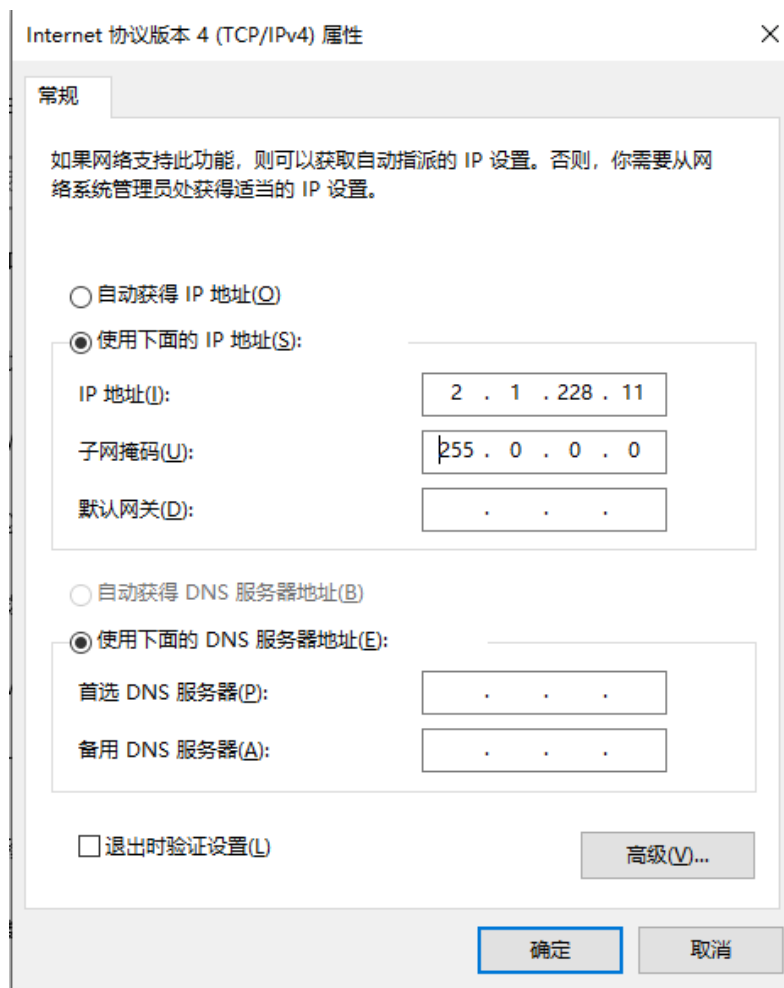 Internet 协议版本 4 (TCP/IPv4) 属性
常规
如果网络支持此功能，则可以获取自动指派的 IP 设置。否则，你需要从网
络系统管理员处获得适当的 IP 设置。
自动获得 IP 地址(O)
使用下面的 IP 地址(S):
IP 地址(I):
2 . 1 . 228 . 11
子网掩码(U):
255 . 0 . 0 . 0
默认网关(D):
. . .
自动获得 DNS 服务器地址(B)
使用下面的 DNS 服务器地址(E):
首选 DNS 服务器(P):
. . .
备用 DNS 服务器(A):
. . .
退出时验证设置(L)
高级(V)...
确定
取消